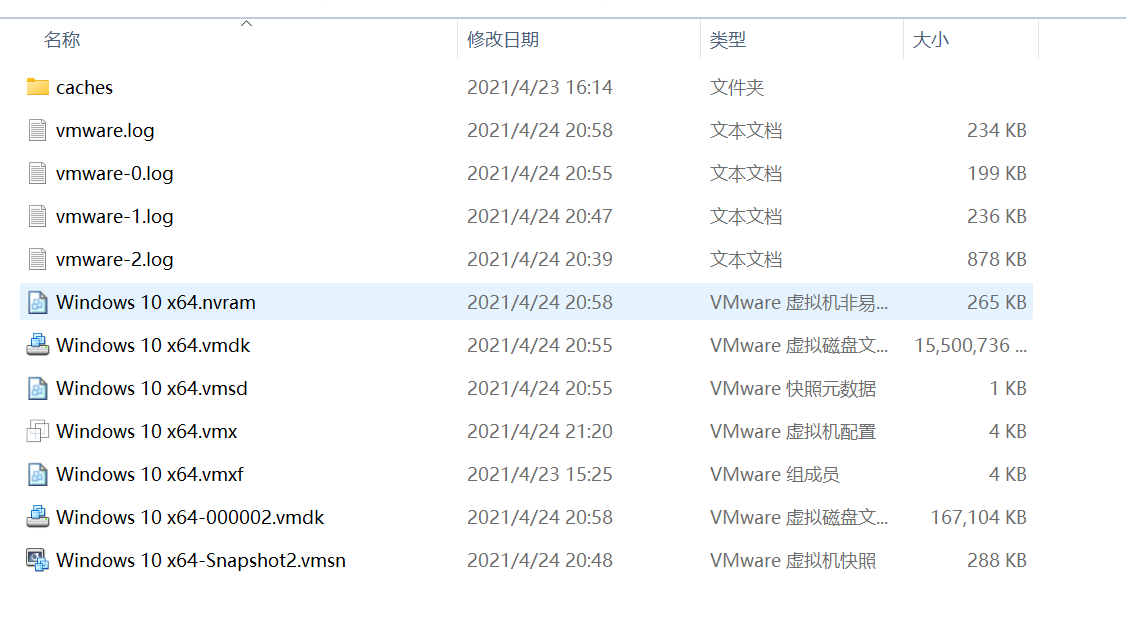 名称 修改日期 类型 大小
caches 2021/4/23 16:14 文件夹
vmware.log 2021/4/24 20:58 文本文档 234 KB
vmware-0.log 2021/4/24 20:55 文本文档 199 KB
vmware-1.log 2021/4/24 20:47 文本文档 236 KB
vmware-2.log 2021/4/24 20:39 文本文档 878 KB
Windows 10 x64.nvram 2021/4/24 20:58 VMware 虚拟机非易... 265 KB
Windows 10 x64.vmdk 2021/4/24 20:55 VMware 虚拟磁盘文... 15,500,736 ...
Windows 10 x64.vmsd 2021/4/24 20:55 VMware 快照元数据 1 KB
Windows 10 x64.vmx 2021/4/24 21:20 VMware 虚拟机配置 4 KB
Windows 10 x64.vmxf 2021/4/23 15:25 VMware 组成员 4 KB
Windows 10 x64-000002.vmdk 2021/4/24 20:58 VMware 虚拟磁盘文... 167,104 KB
Windows 10 x64-Snapshot2.vmsn 2021/4/24 20:48 VMware 虚拟机快照 288 KB